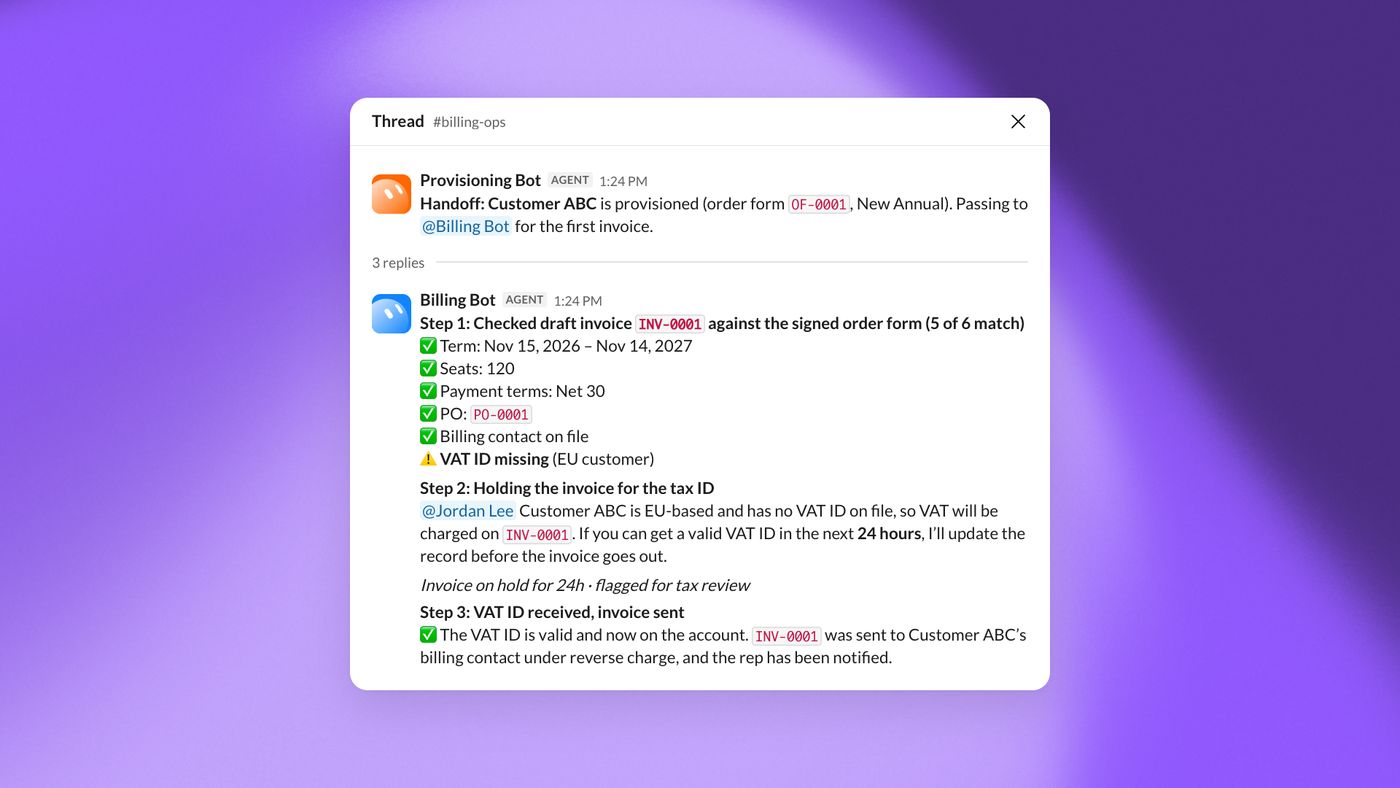 Thread #billing-ops
Provisioning Bot AGENT 1:24 PM
Handoff: Customer ABC is provisioned (order form OF-0001, New Annual). Passing to
@Billing Bot for the first invoice.
3 replies
Billing Bot AGENT 1:24 PM
Step 1: Checked draft invoice INV-0001 against the signed order form (5 of 6 match)
✅ Term: Nov 15, 2026 – Nov 14, 2027
✅ Seats: 120
✅ Payment terms: Net 30
✅ PO: PO-0001
✅ Billing contact on file
⚠️ VAT ID missing (EU customer)
Step 2: Holding the invoice for the tax ID
@Jordan Lee Customer ABC is EU-based and has no VAT ID on file, so VAT will be
charged on INV-0001. If you can get a valid VAT ID in the next 24 hours, I’ll update the
record before the invoice goes out.
Invoice on hold for 24h · flagged for tax review
Step 3: VAT ID received, invoice sent
✅ The VAT ID is valid and now on the account. INV-0001 was sent to Customer ABC’s
billing contact under reverse charge, and the rep has been notified.